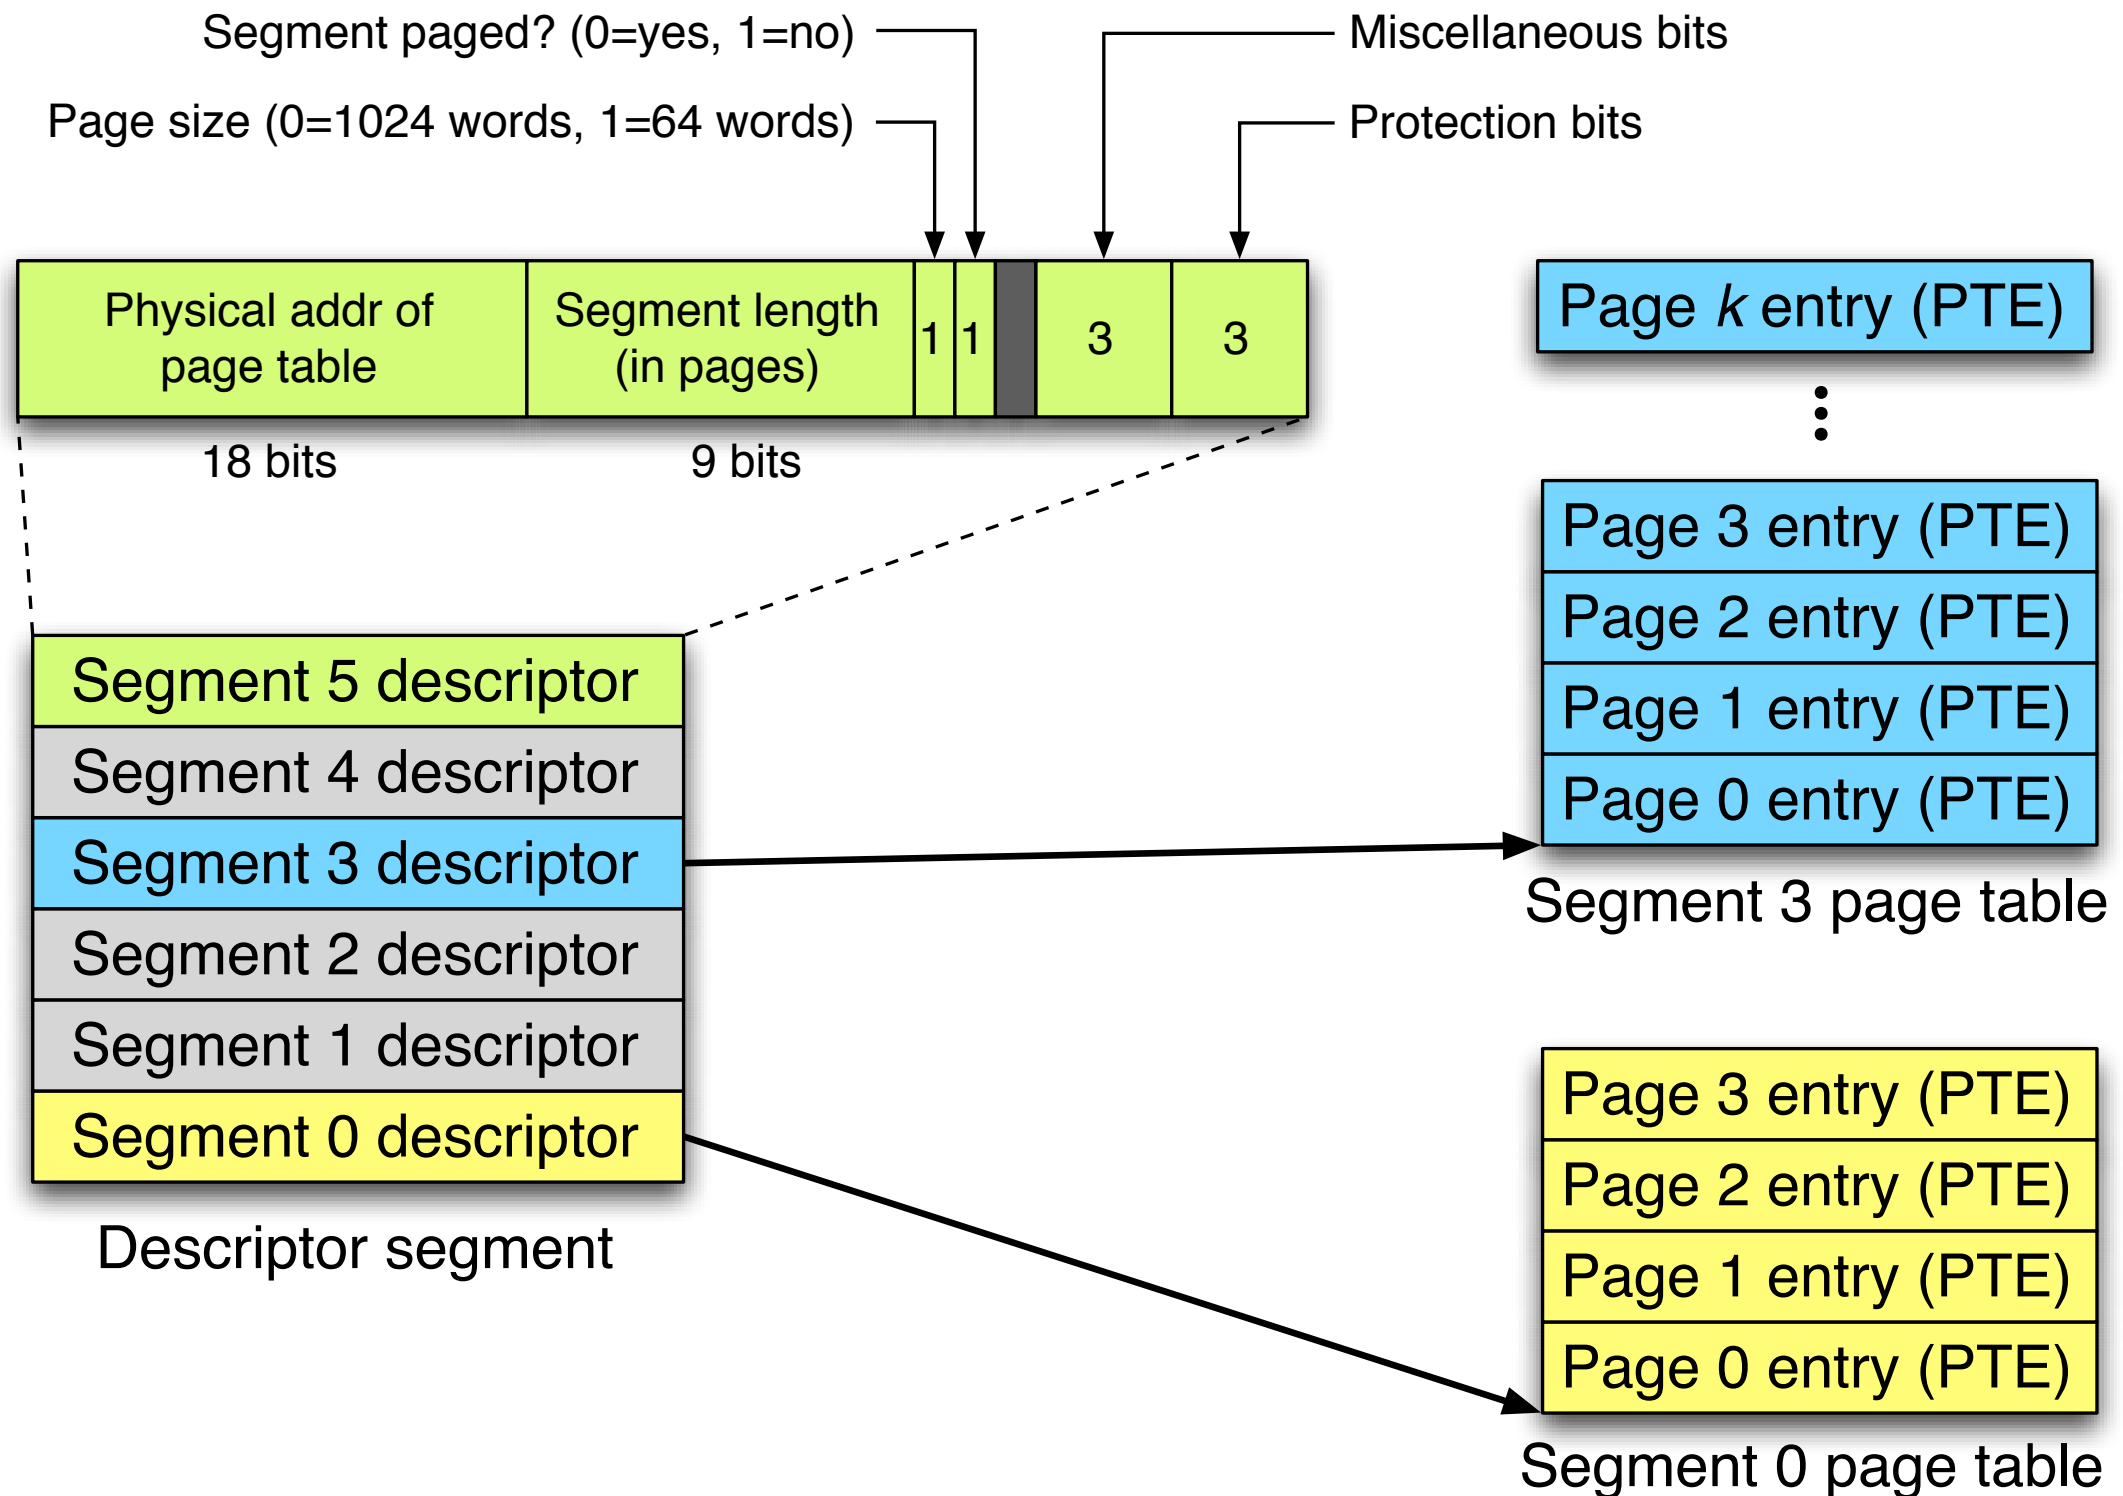 Segment paged? (0=yes, 1=no)
Miscellaneous bits
Page size (0=1024 words, 1=64 words)
Protection bits
Physical addr of
page table
Segment length
(in pages)
1
1
3
3
18 bits
9 bits
Page k entry (PTE)
Page 3 entry (PTE)
Page 2 entry (PTE)
Page 1 entry (PTE)
Page 0 entry (PTE)
Segment 3 page table
Segment 5 descriptor
Segment 4 descriptor
Segment 3 descriptor
Segment 2 descriptor
Segment 1 descriptor
Segment 0 descriptor
Descriptor segment
Page 3 entry (PTE)
Page 2 entry (PTE)
Page 1 entry (PTE)
Page 0 entry (PTE)
Segment 0 page table